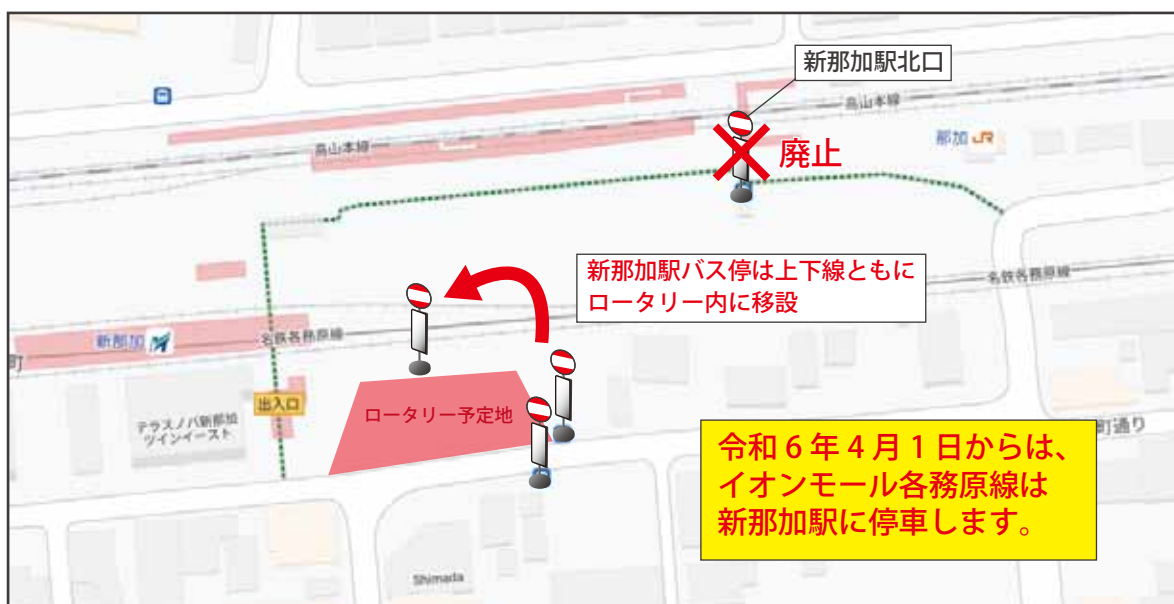 新那加駅北口
高山本線
高山本線
廃止
那加 JR
新那加駅バス停は上下線ともに
ロータリー内に移設
名鉄各務原線
新那加
名鉄各務原線
町
出入口
ロータリー予定地
テラスノバ新那加
ツインイースト
町通り
令和6年4月1日からは、
イオンモール各務原線は
新那加駅に停車します。
Shimada